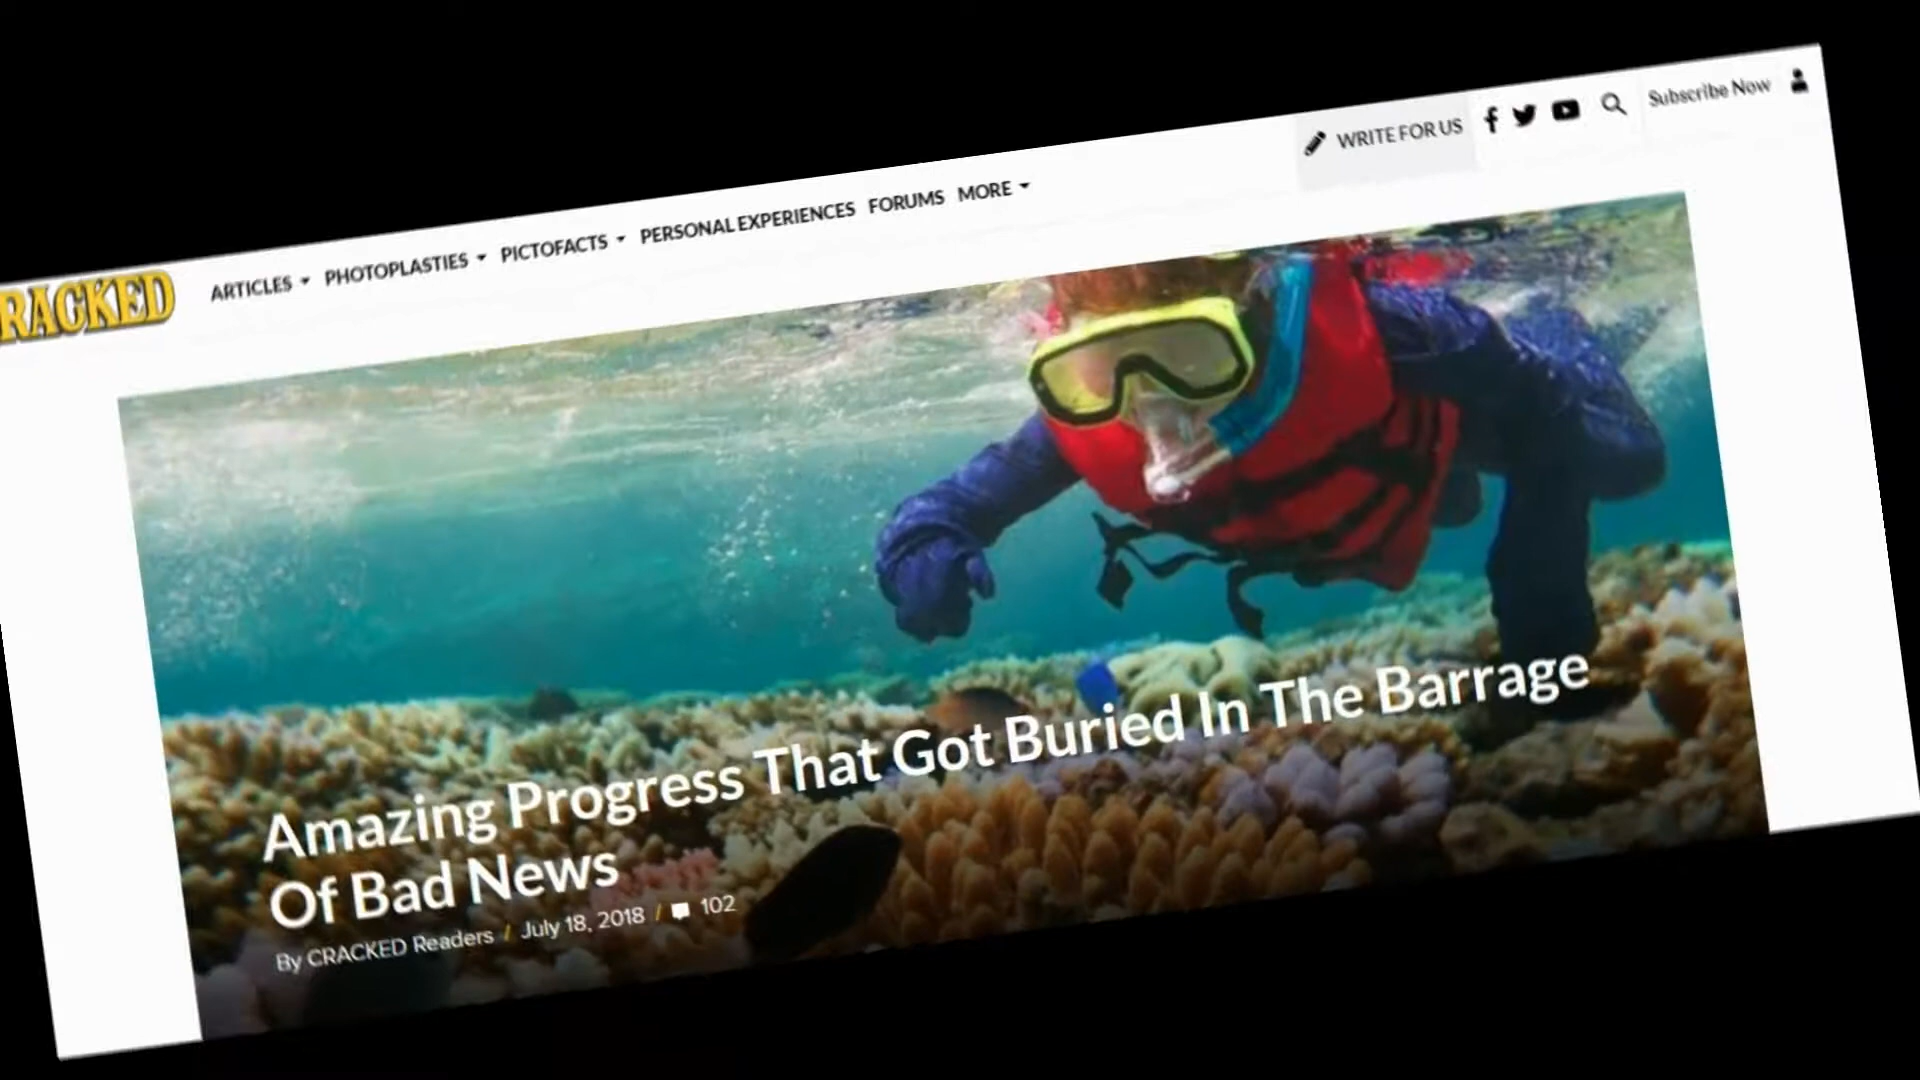 RACKED
ARTICLES PHOTOPLASTIES PICTOFACTS PERSONAL EXPERIENCES FORUMS MORE
WRITE FOR US
Subscribe Now
Amazing Progress That Got Buried In The Barrage
Of Bad News
By CRACKED Readers / July 18, 2018 / 102